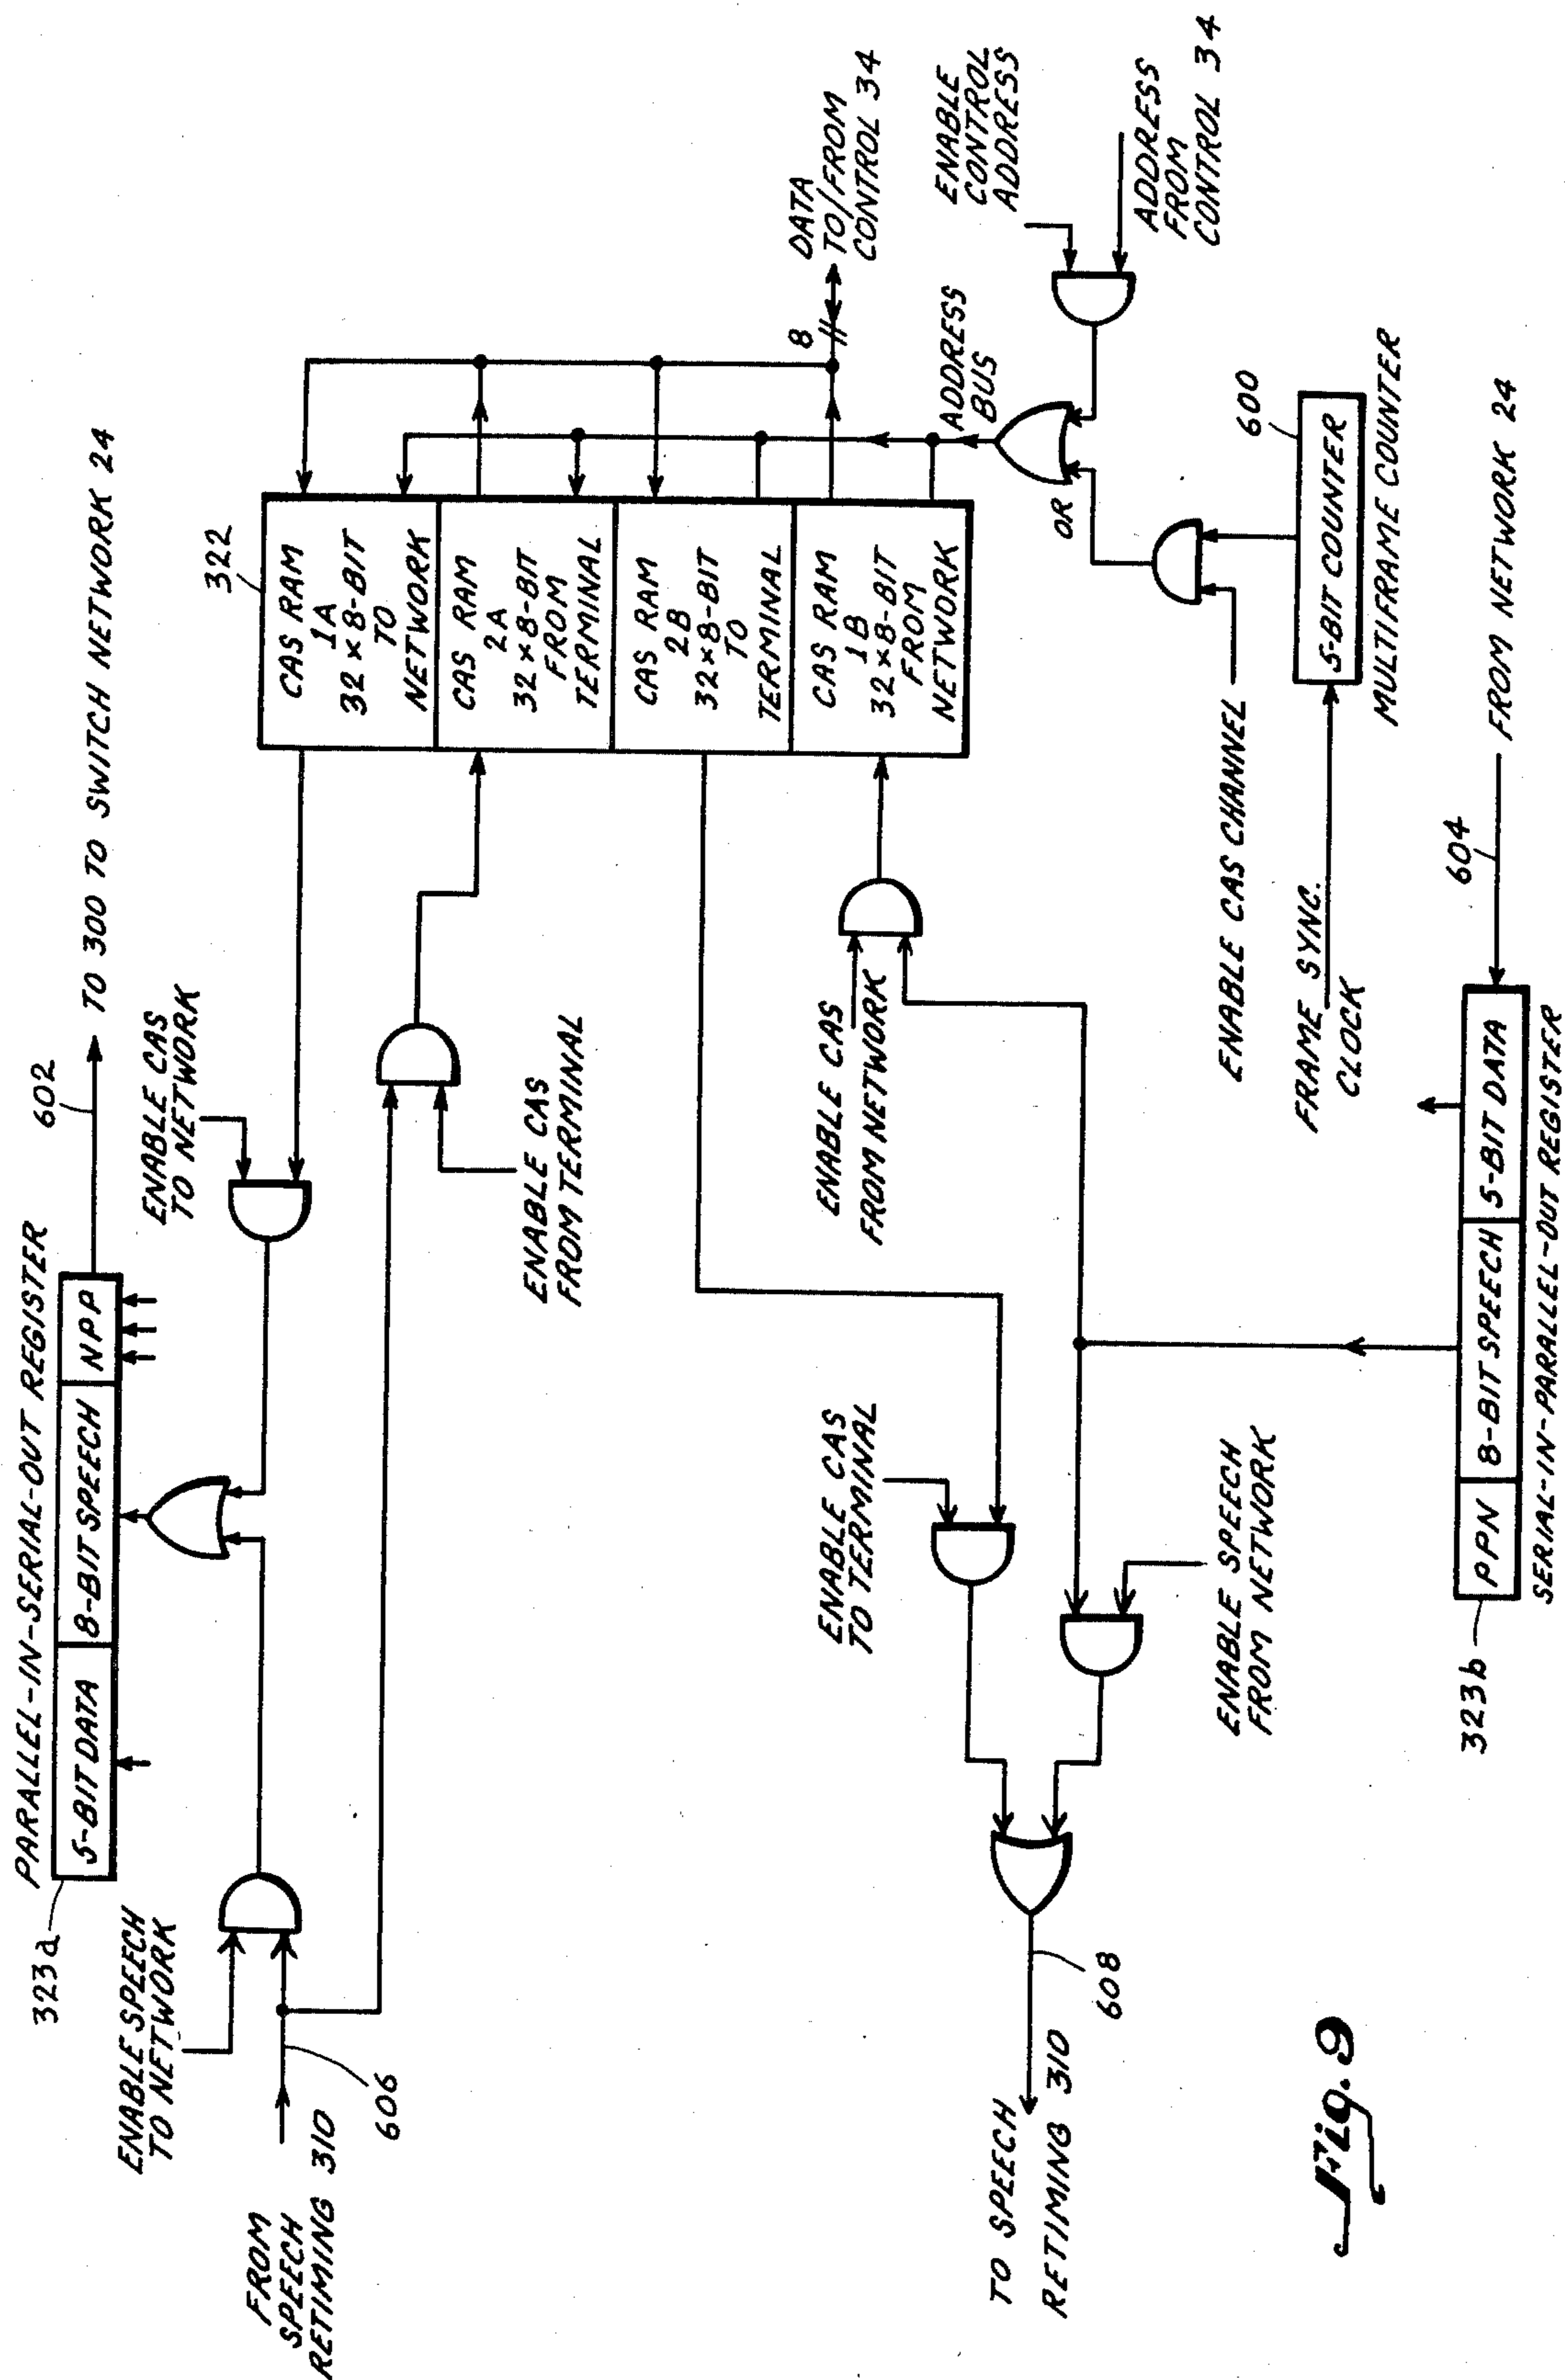 PARALLEL-IN-SERIAL-OUT REGISTER
323a
5-BIT DATA
8-BIT SPEECH
NPP
602
TO 300 TO SWITCH NETWORK 24
ENABLE SPEECH
TO NETWORK
ENABLE CAS
TO NETWORK
FROM
SPEECH
RETIMING 310
606
ENABLE CAS
FROM TERMINAL
322
CAS RAM
1A
32 × 8-BIT
TO
NETWORK
CAS RAM
2A
32 × 8-BIT
FROM
TERMINAL
CAS RAM
2B
32×8-BIT
TO
TERMINAL
CAS RAM
1B
32×8-BIT
FROM
NETWORK
8
DATA
TO/FROM
CONTROL 34
ADDRESS
BUS
ENABLE
CONTROL
ADDRESS
ADDRESS
FROM
CONTROL 34
OR
ENABLE CAS
FROM NETWORK
ENABLE CAS
TO TERMINAL
ENABLE SPEECH
FROM NETWORK
TO SPEECH
RETIMING 310
608
ENABLE CAS CHANNEL
600
5-BIT COUNTER
MULTIFRAME COUNTER
FRAME SYNC.
CLOCK
604
FROM NETWORK 24
323b
PPN
8-BIT SPEECH
5-BIT DATA
SERIAL-IN-PARALLEL-OUT REGISTER
Fig. 9